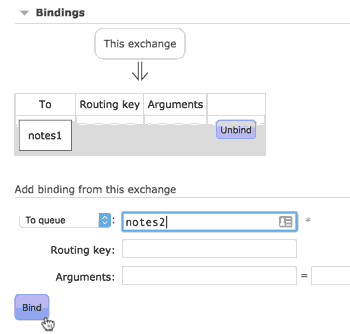 Bindings
This exchange
To Routing key Arguments
notes1 Unbind
Add binding from this exchange
To queue : notes2 *
Routing key:
Arguments: =
Bind